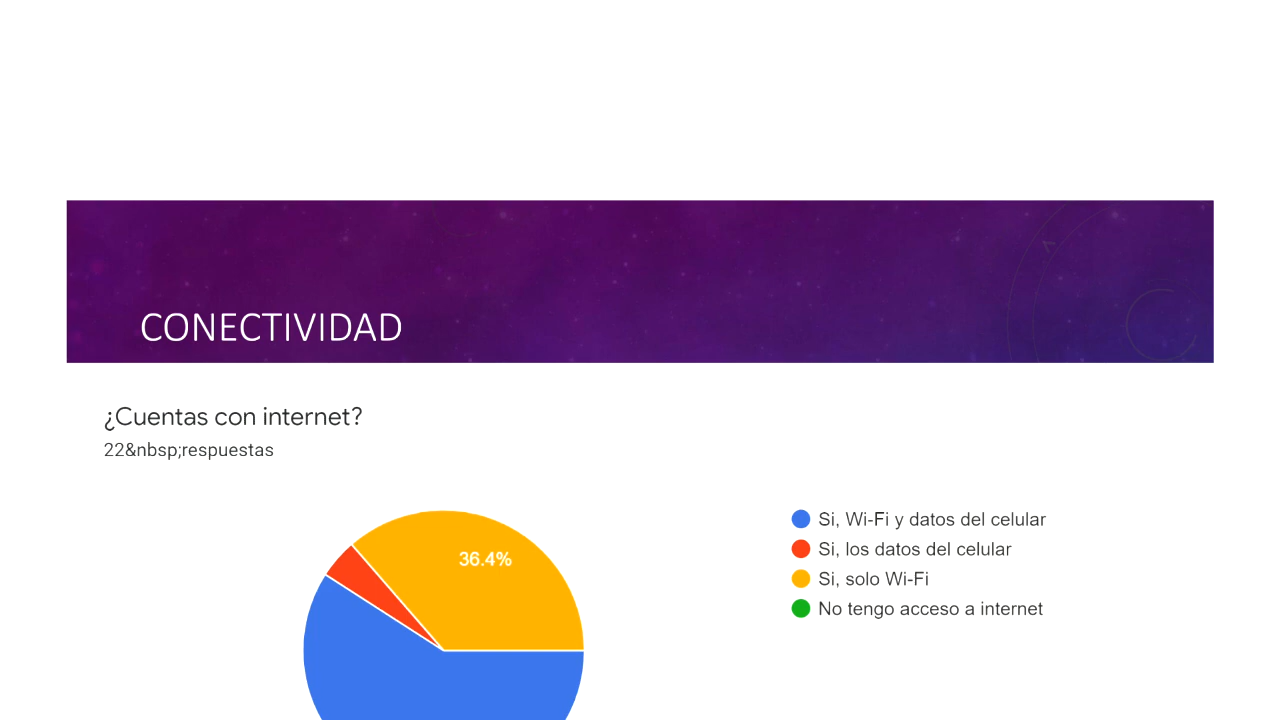 CONECTIVIDAD
¿Cuentas con internet?
22&nbsp;respuestas
36.4%
Si, Wi-Fi y datos del celular
Si, los datos del celular
Si, solo Wi-Fi
No tengo acceso a internet